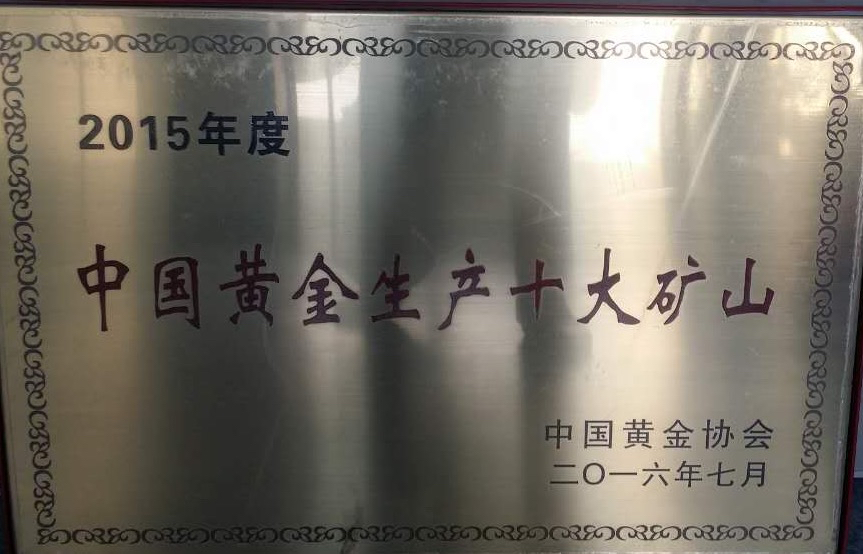 2015年度
中国黄金生产十大矿山
中国黄金协会
二〇一六年七月